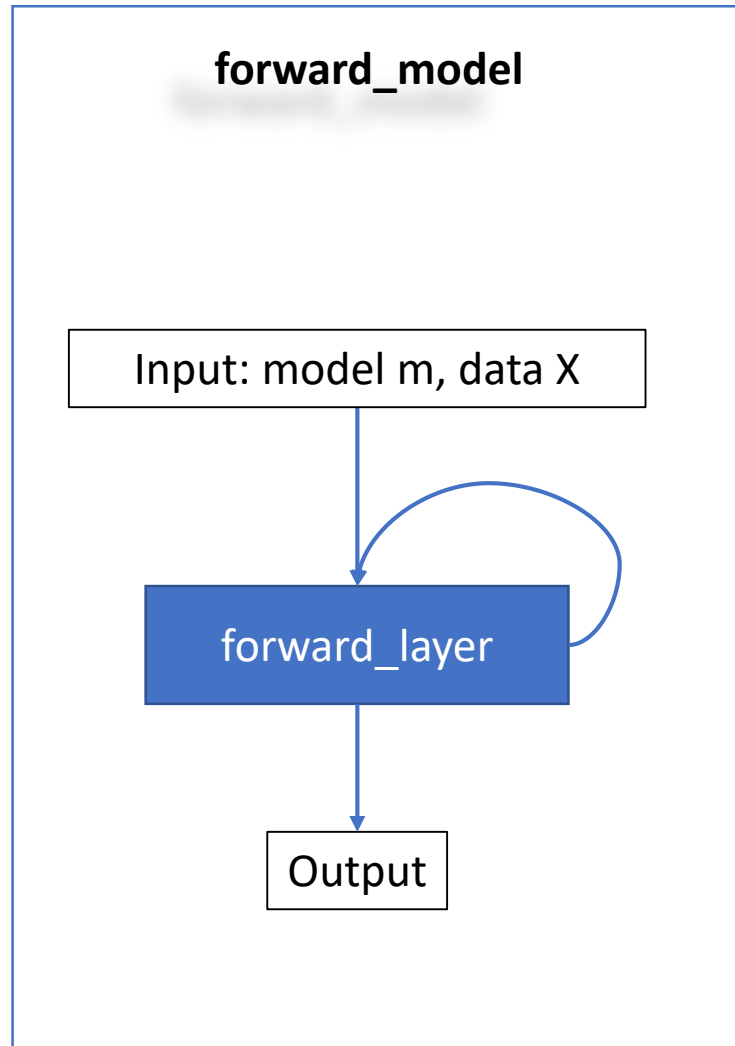 forward_model
Input: model m, data X
forward_layer
Output